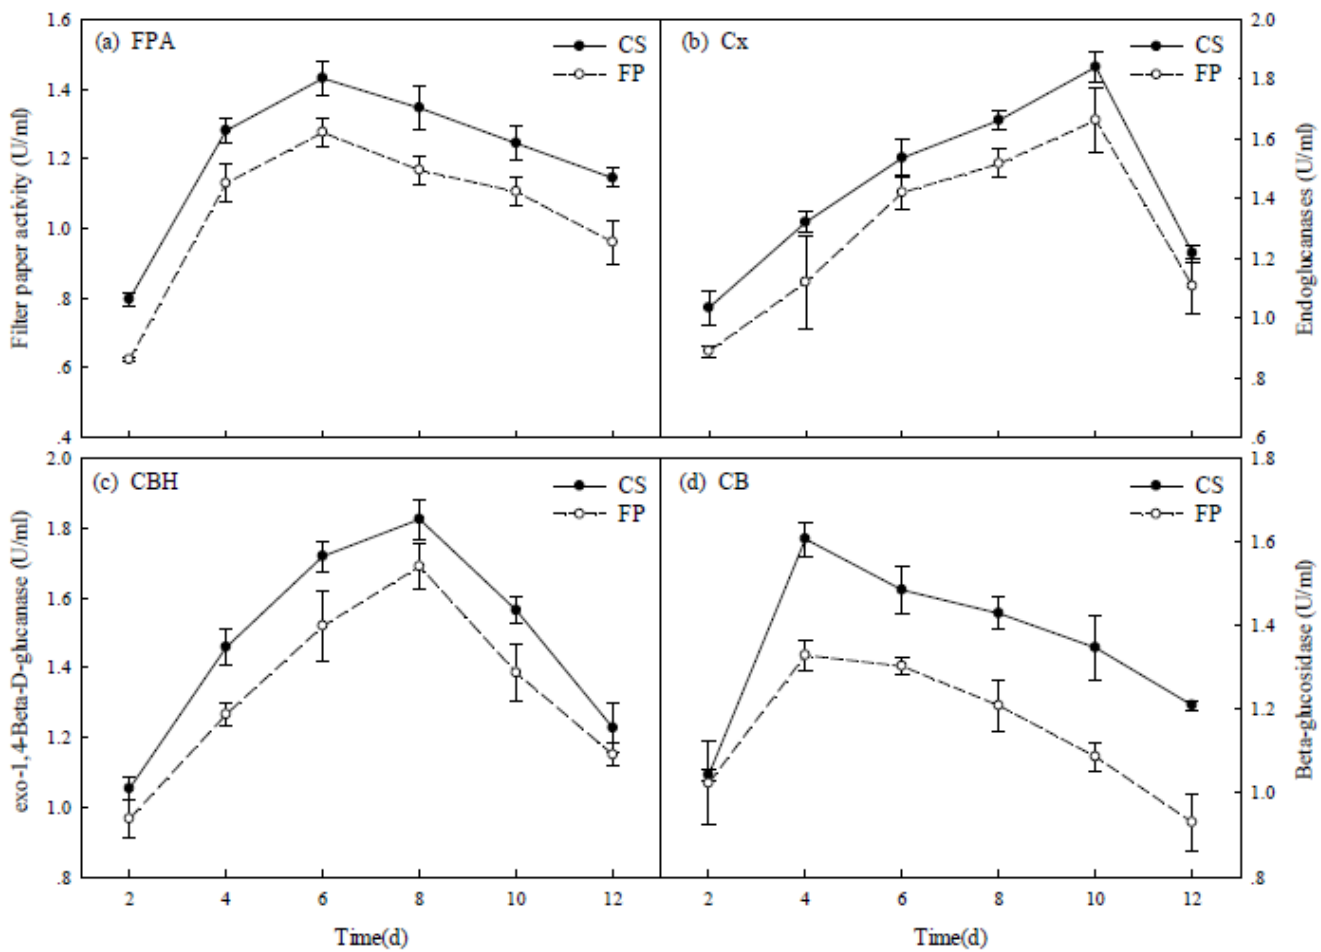 (a) FPA
CS
FP
Filter paper activity (U/ml)
1.6
1.4
1.2
1.0
.8
.6
.4
(b) Cx
CS
FP
Endoglucanases (U/ml)
2.0
1.8
1.6
1.4
1.2
1.0
.8
.6
(c) CBH
CS
FP
exo-1,4-Beta-D-glucanase (U/ml)
2.0
1.8
1.6
1.4
1.2
1.0
.8
2 4 6 8 10 12
Time(d)
(d) CB
CS
FP
Beta-glucosidase (U/ml)
1.8
1.6
1.4
1.2
1.0
.8
2 4 6 8 10 12
Time(d)